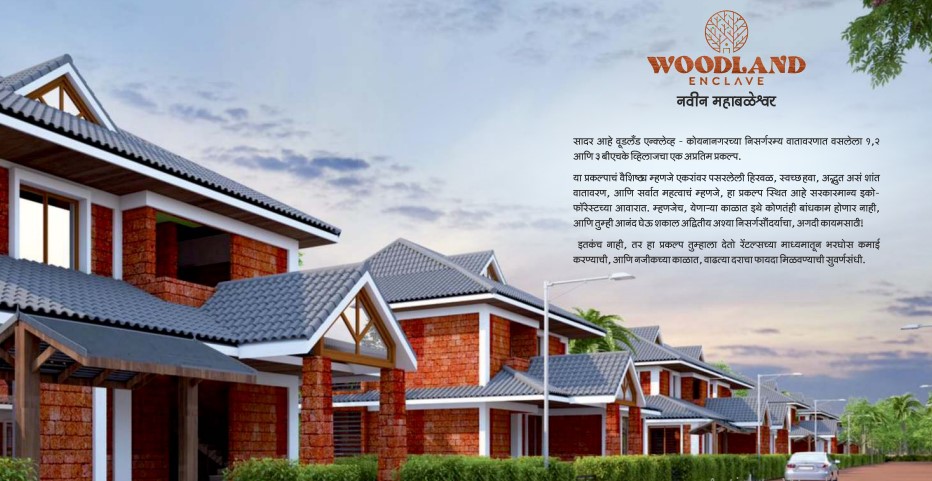 WOODLAND
ENCLAVE
नवीन महाबळेश्वर
सादर आहे वूडलँड एन्क्लेव्ह - कोयनानगरच्या निसर्गरम्य वातावरणात वसलेला १,२
आणि ३ बीएचके व्हिलाजचा एक अप्रतिम प्रकल्प.
या प्रकल्पाचं वैशिष्ठ्य म्हणजे एकरांवर पसरलेली हिरवळ, स्वच्छ हवा, अद्भुत असं शांत
वातावरण, आणि सर्वात महत्वाचं म्हणजे, हा प्रकल्प स्थित आहे सरकारमान्य इको-
फॉरेस्टच्या आवारात. म्हणजेच, येणाऱ्या काळात इथे कोणतंही बांधकाम होणार नाही,
आणि तुम्ही आनंद घेऊ शकाल अद्वितीय अश्या निसर्गसौंदर्याचा, अगदी कायमसाठी!
इतकंच नाही, तर हा प्रकल्प तुम्हाला देतो रेंटल्सच्या माध्यमातून भरघोस कमाई
करण्याची, आणि नजीकच्या काळात, वाढत्या दराचा फायदा मिळवण्याची सुवर्णसंधी.